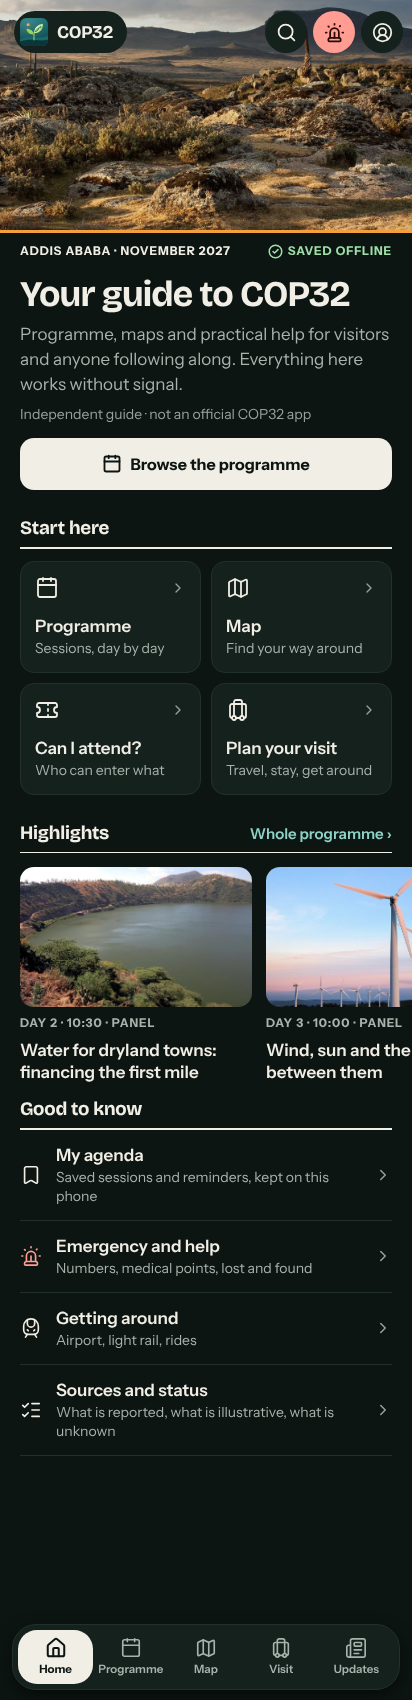 COP32
ADDIS ABABA · NOVEMBER 2027
SAVED OFFLINE
Your guide to COP32
Programme, maps and practical help for visitors
and anyone following along. Everything here
works without signal.
Independent guide · not an official COP32 app
Browse the programme
Start here
Programme
Sessions, day by day
Map
Find your way around
Can I attend?
Who can enter what
Plan your visit
Travel, stay, get around
Highlights
Whole programme ›
DAY 2 · 10:30 · PANEL
Water for dryland towns:
financing the first mile
DAY 3 · 10:00 · PANEL
Wind, sun and the
between them
Good to know
My agenda
Saved sessions and reminders, kept on this
phone
Emergency and help
Numbers, medical points, lost and found
Getting around
Airport, light rail, rides
Sources and status
What is reported, what is illustrative, what is
unknown
Home
Programme
Map
Visit
Updates